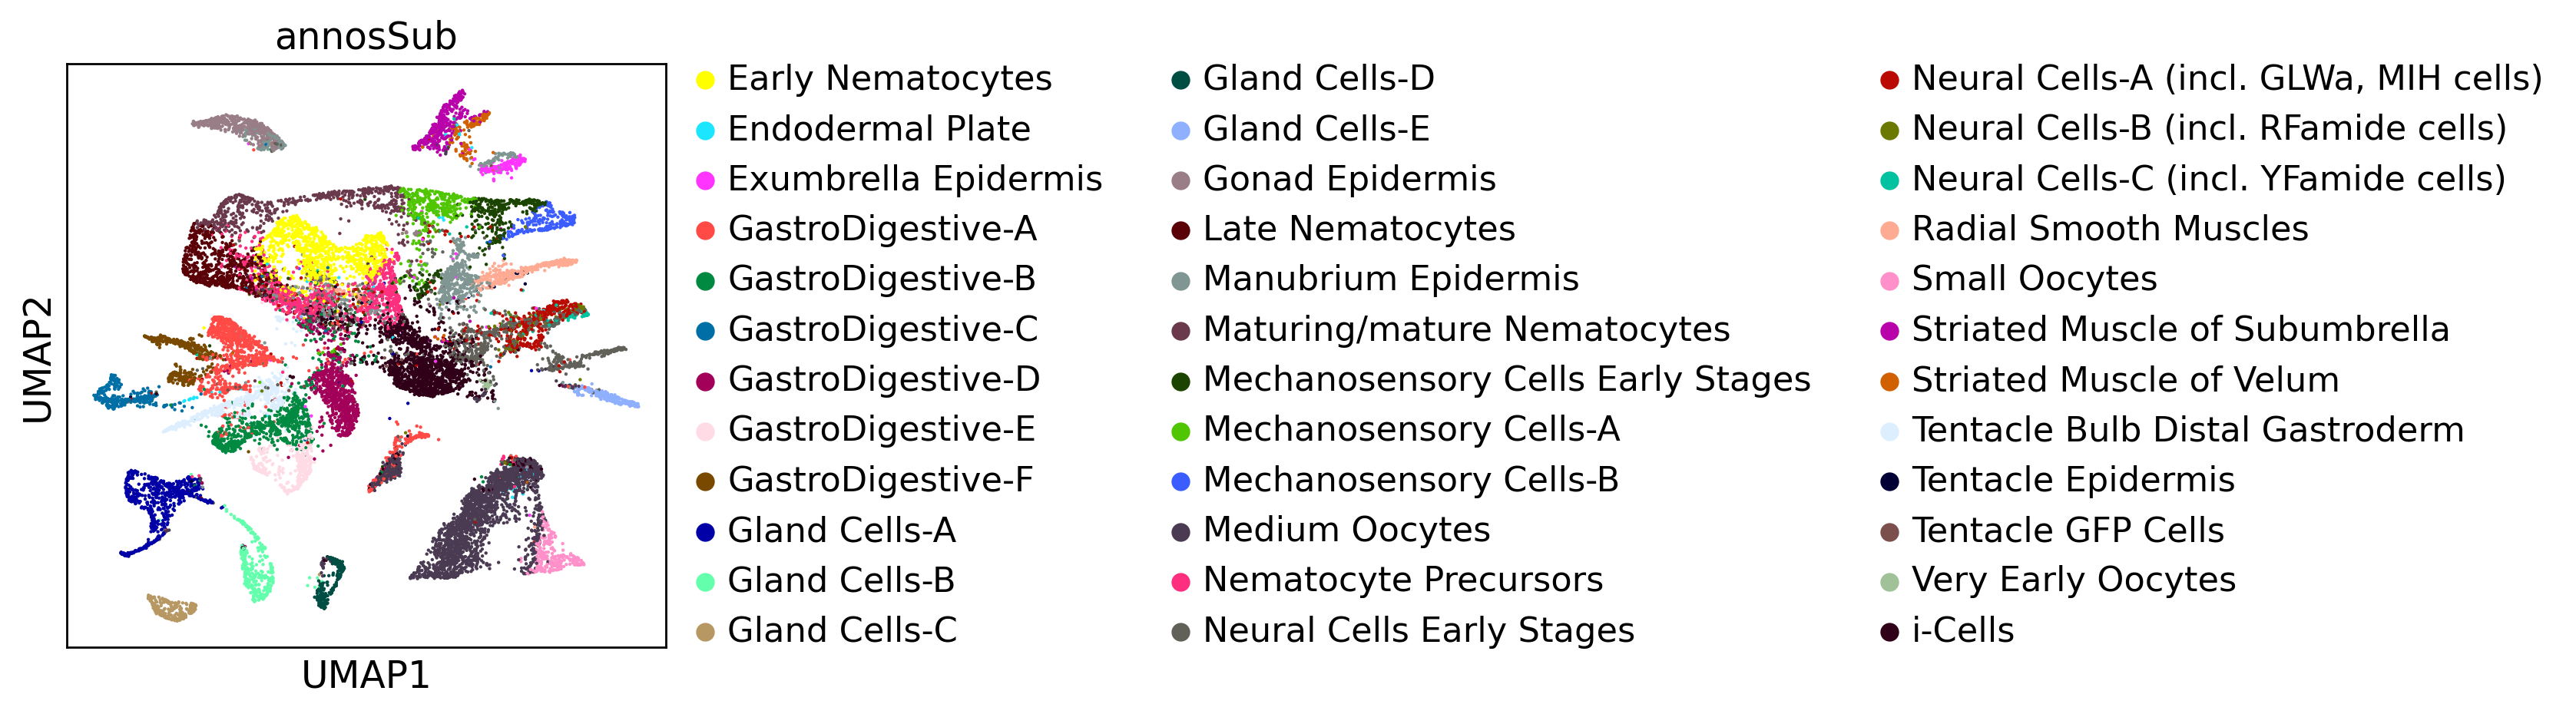 annosSub
UMAP2
UMAP1
Early Nematocytes
Endodermal Plate
Exumbrella Epidermis
GastroDigestive-A
GastroDigestive-B
GastroDigestive-C
GastroDigestive-D
GastroDigestive-E
GastroDigestive-F
Gland Cells-A
Gland Cells-B
Gland Cells-C
Gland Cells-D
Gland Cells-E
Gonad Epidermis
Late Nematocytes
Manubrium Epidermis
Maturing/mature Nematocytes
Mechanosensory Cells Early Stages
Mechanosensory Cells-A
Mechanosensory Cells-B
Medium Oocytes
Nematocyte Precursors
Neural Cells Early Stages
Neural Cells-A (incl. GLWa, MIH cells)
Neural Cells-B (incl. RFamide cells)
Neural Cells-C (incl. YFamide cells)
Radial Smooth Muscles
Small Oocytes
Striated Muscle of Subumbrella
Striated Muscle of Velum
Tentacle Bulb Distal Gastroderm
Tentacle Epidermis
Tentacle GFP Cells
Very Early Oocytes
i-Cells